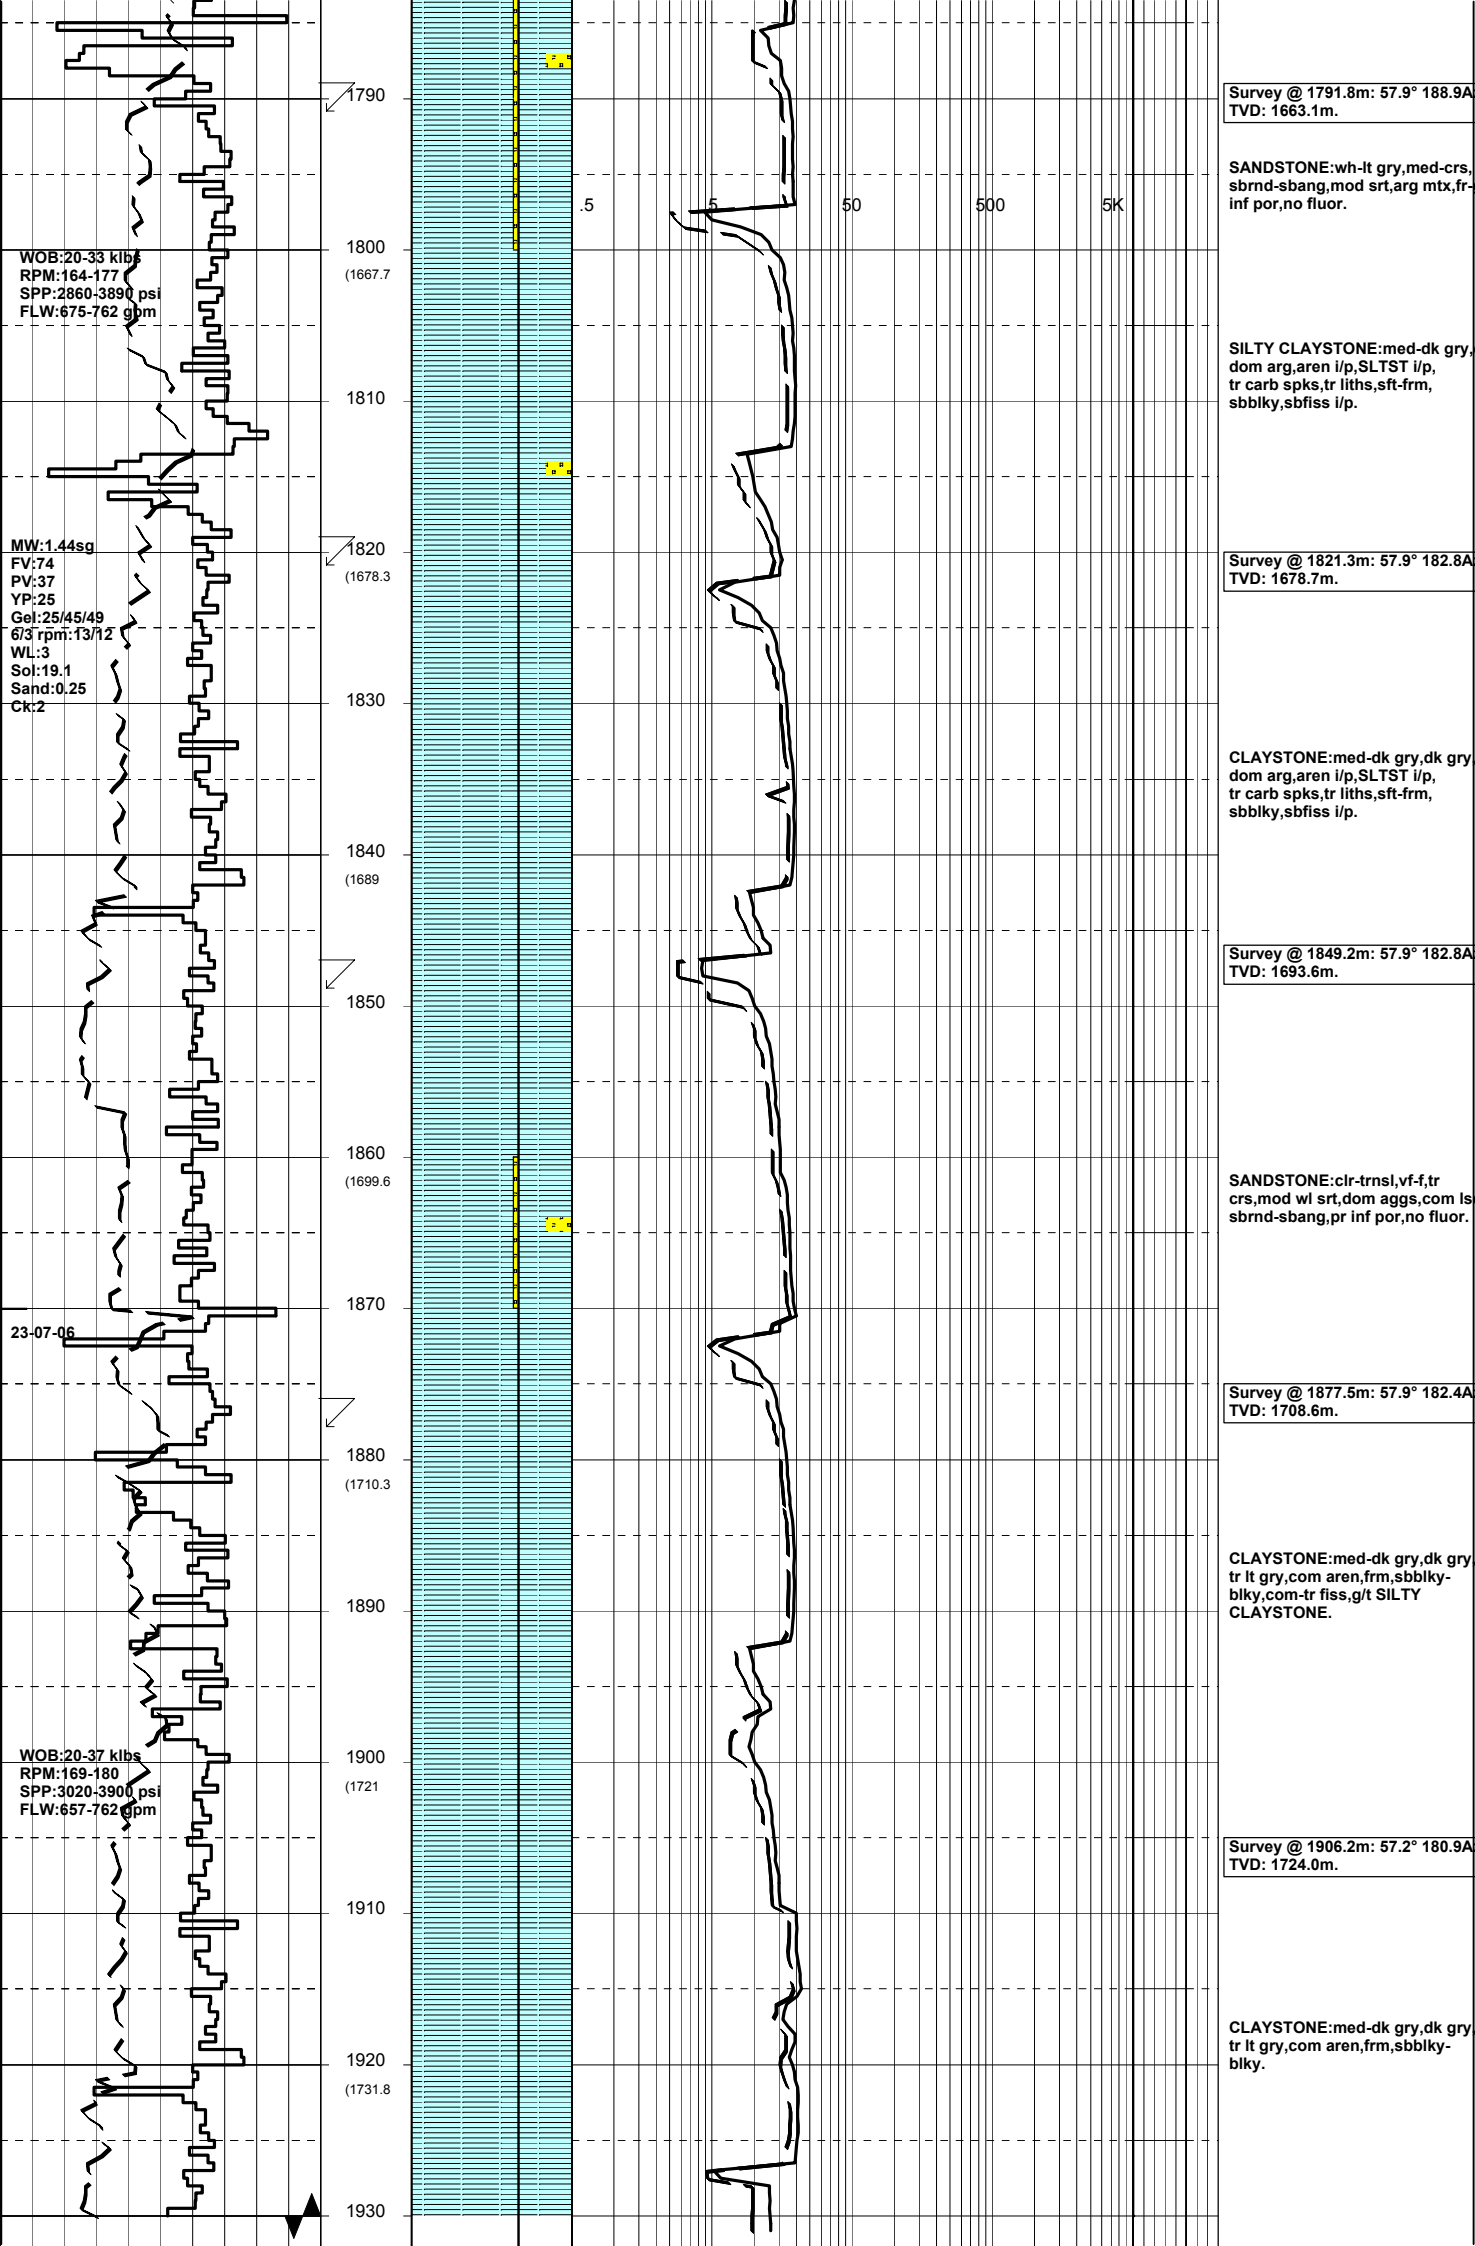 1790
Survey @ 1791.8m: 57.9° 188.9A
TVD: 1663.1m.
SANDSTONE:wh-lt gry,med-crs,
sbrnd-sbang,mod srt,arg mtx,fr-
inf por,no fluor.
.5 5 50 500 5K
1800
(1667.7
WOB:20-33 klbs
RPM:164-177
SPP:2860-3890 psi
FLW:675-762 gpm
SILTY CLAYSTONE:med-dk gry,
dom arg,aren i/p,SLTST i/p,
tr carb spks,tr liths,sft-frm,
sbblky,sbfiss i/p.
1810
1820
(1678.3
MW:1.44sg
FV:74
PV:37
YP:25
Gel:25/45/49
6/3 rpm:13/12
WL:3
Sol:19.1
Sand:0.25
Ck:2
Survey @ 1821.3m: 57.9° 182.8A
TVD: 1678.7m.
1830
CLAYSTONE:med-dk gry,dk gry,
dom arg,aren i/p,SLTST i/p,
tr carb spks,tr liths,sft-frm,
sbblky,sbfiss i/p.
1840
(1689
Survey @ 1849.2m: 57.9° 182.8A
TVD: 1693.6m.
1850
1860
(1699.6
SANDSTONE:clr-trnsl,vf-f,tr
crs,mod wl srt,dom aggs,com ls
sbrnd-sbang,pr inf por,no fluor.
1870
23-07-06
Survey @ 1877.5m: 57.9° 182.4A
TVD: 1708.6m.
1880
(1710.3
CLAYSTONE:med-dk gry,dk gry,
tr lt gry,com aren,frm,sbblky-
blky,com-tr fiss,g/t SILTY
CLAYSTONE.
1890
1900
(1721
WOB:20-37 klbs
RPM:169-180
SPP:3020-3900 psi
FLW:657-762 gpm
Survey @ 1906.2m: 57.2° 180.9A
TVD: 1724.0m.
1910
CLAYSTONE:med-dk gry,dk gry,
tr lt gry,com aren,frm,sbblky-
blky.
1920
(1731.8
1930